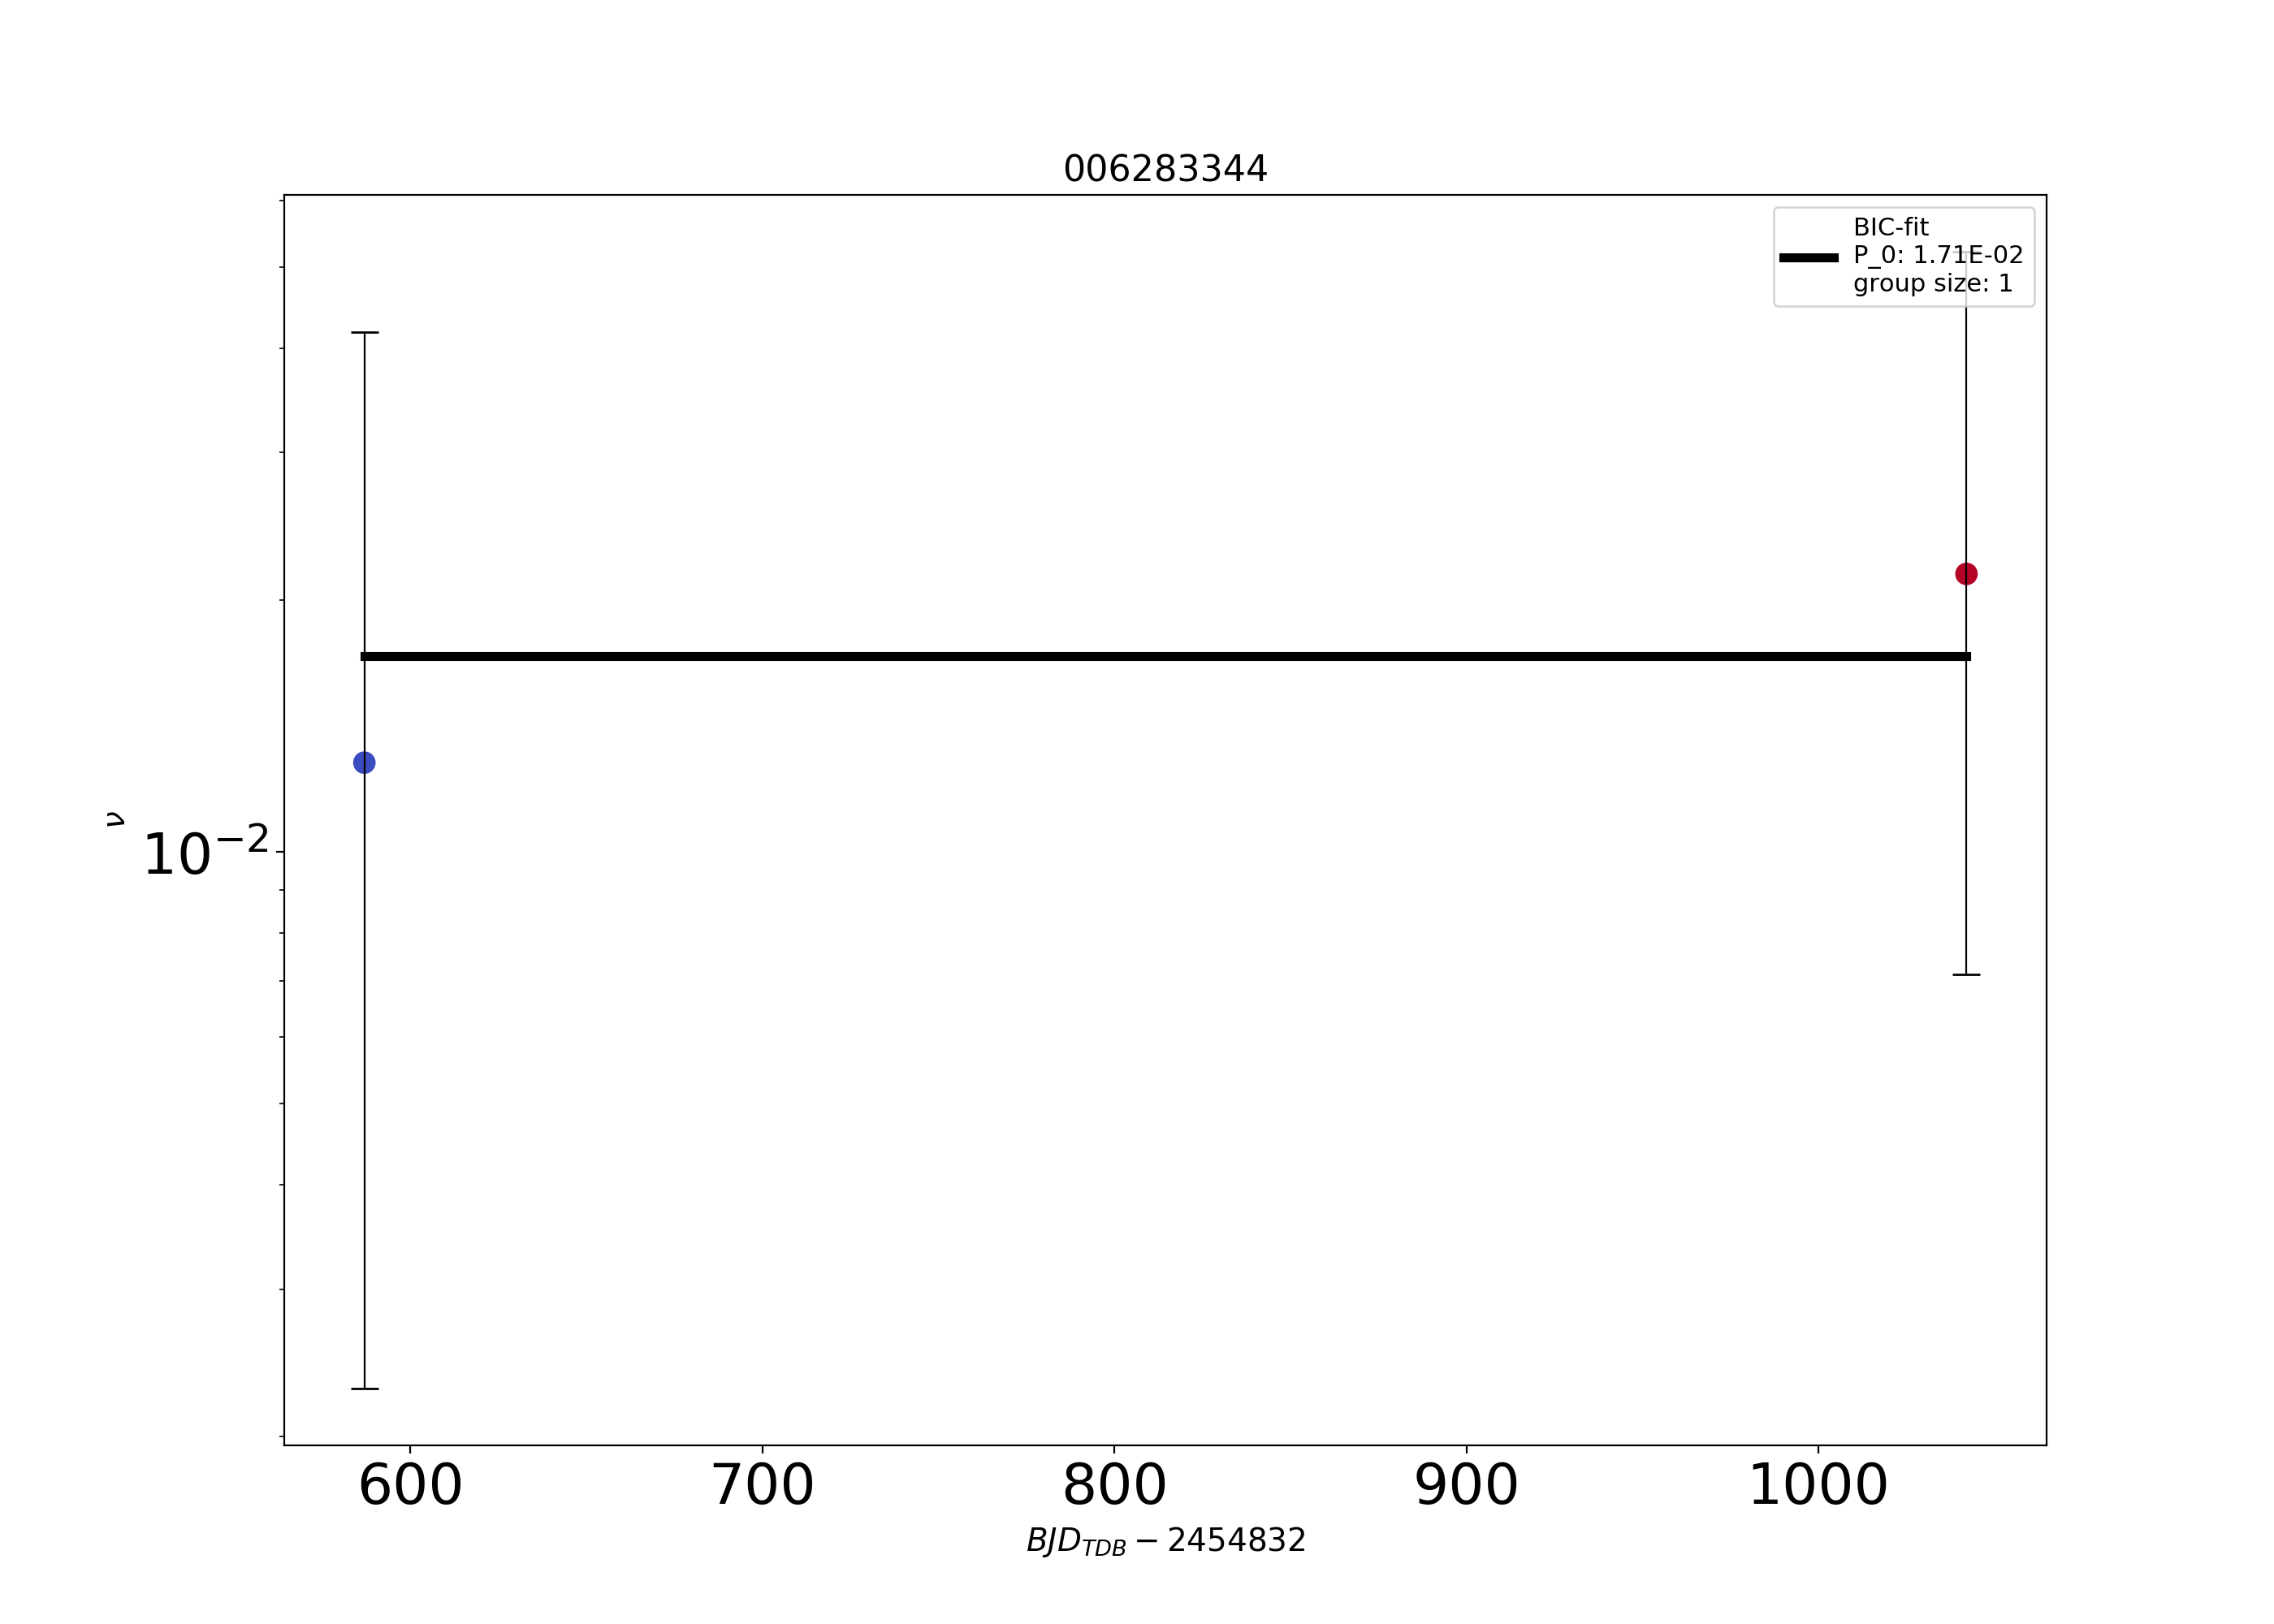 006283344
BIC-fit
P_0: 1.71E-02
group size: 1
ν
10⁻²
600 700 800 900 1000
BJD_TDB − 2454832